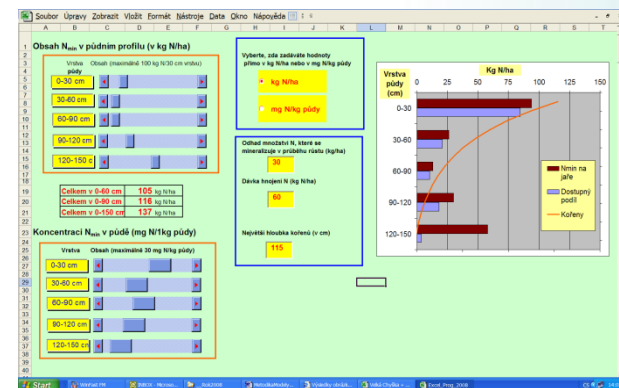 Soubor Úpravy Zobrazit Vložit Formát Nástroje Data Okno Nápověda
A B C D E F G H I J K L M N O P Q R
Obsah Nmin v půdním profilu (v kg N/ha)
Vrstva půdy
Obsah (maximálně 100 kg N/30 cm vrstvu)
0-30 cm
30-60 cm
60-90 cm
90-120 cm
120-150 c
Celkem v 0-60 cm 105 kg N/ha
Celkem v 0-90 cm 116 kg N/ha
Celkem v 0-150 cm 137 kg N/ha
Koncentraci Nmin v půdě (mg N/1kg půdy)
Vrstva Obsah (maximálně 30 mg N/kg půdy)
0-30 cm
30-60 cm
60-90 cm
90-120 cm
120-150 cm
Vyberte, zda zadáváte hodnoty
přímo v kg N/ha nebo v mg N/kg půdy
kg N/ha
mg N/kg půdy
Odhad množství N, které se
mineralizuje v průběhu růstu (kg/ha)
30
Dávka hnojení N (kg N/ha)
60
Největší hloubka kořenů (v cm)
115
Vrstva
půdy
(cm)
Kg N/ha
0 25 50 75 100 125 150
0-30
30-60
60-90
90-120
120-150
Nmin na
jaře
Dostupný
podíl
Kořeny
Start
Excel_Prog_2008
CS